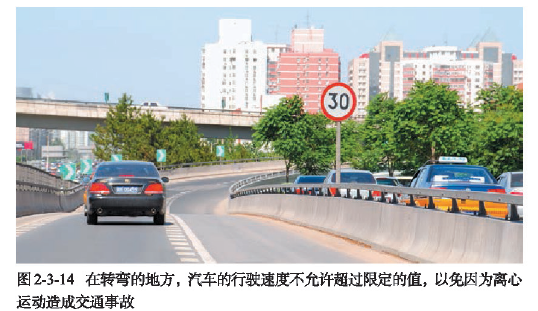 30
图2-3-14 在转弯的地方，汽车的行驶速度不允许超过限定的值，以免因为离心
运动造成交通事故